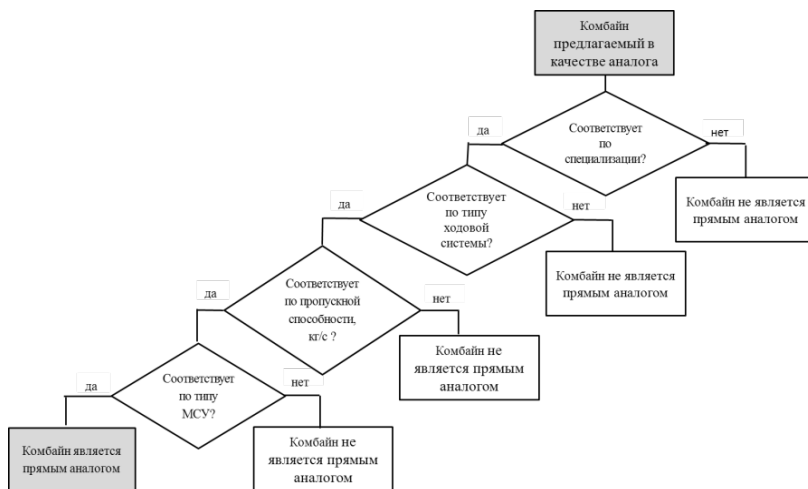 Комбайн
предлагаемый в
качестве аналога
да
Соответствует
по
специализации?
нет
Комбайн не является
прямым аналогом
да
Соответствует
по типу
ходовой
системы?
нет
Комбайн не является
прямым аналогом
да
Соответствует
по пропускной
способности,
кг/с ?
нет
Комбайн не
является прямым
аналогом
да
Соответствует
по типу
МСУ?
нет
Комбайн не
является прямым
аналогом
Комбайн является
прямым аналогом